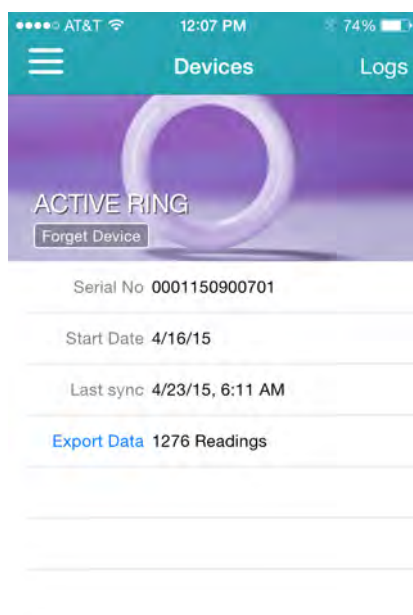 AT&T 12:07 PM 74%
Devices Logs
ACTIVE RING
Forget Device
Serial No 0001150900701
Start Date 4/16/15
Last sync 4/23/15, 6:11 AM
Export Data 1276 Readings